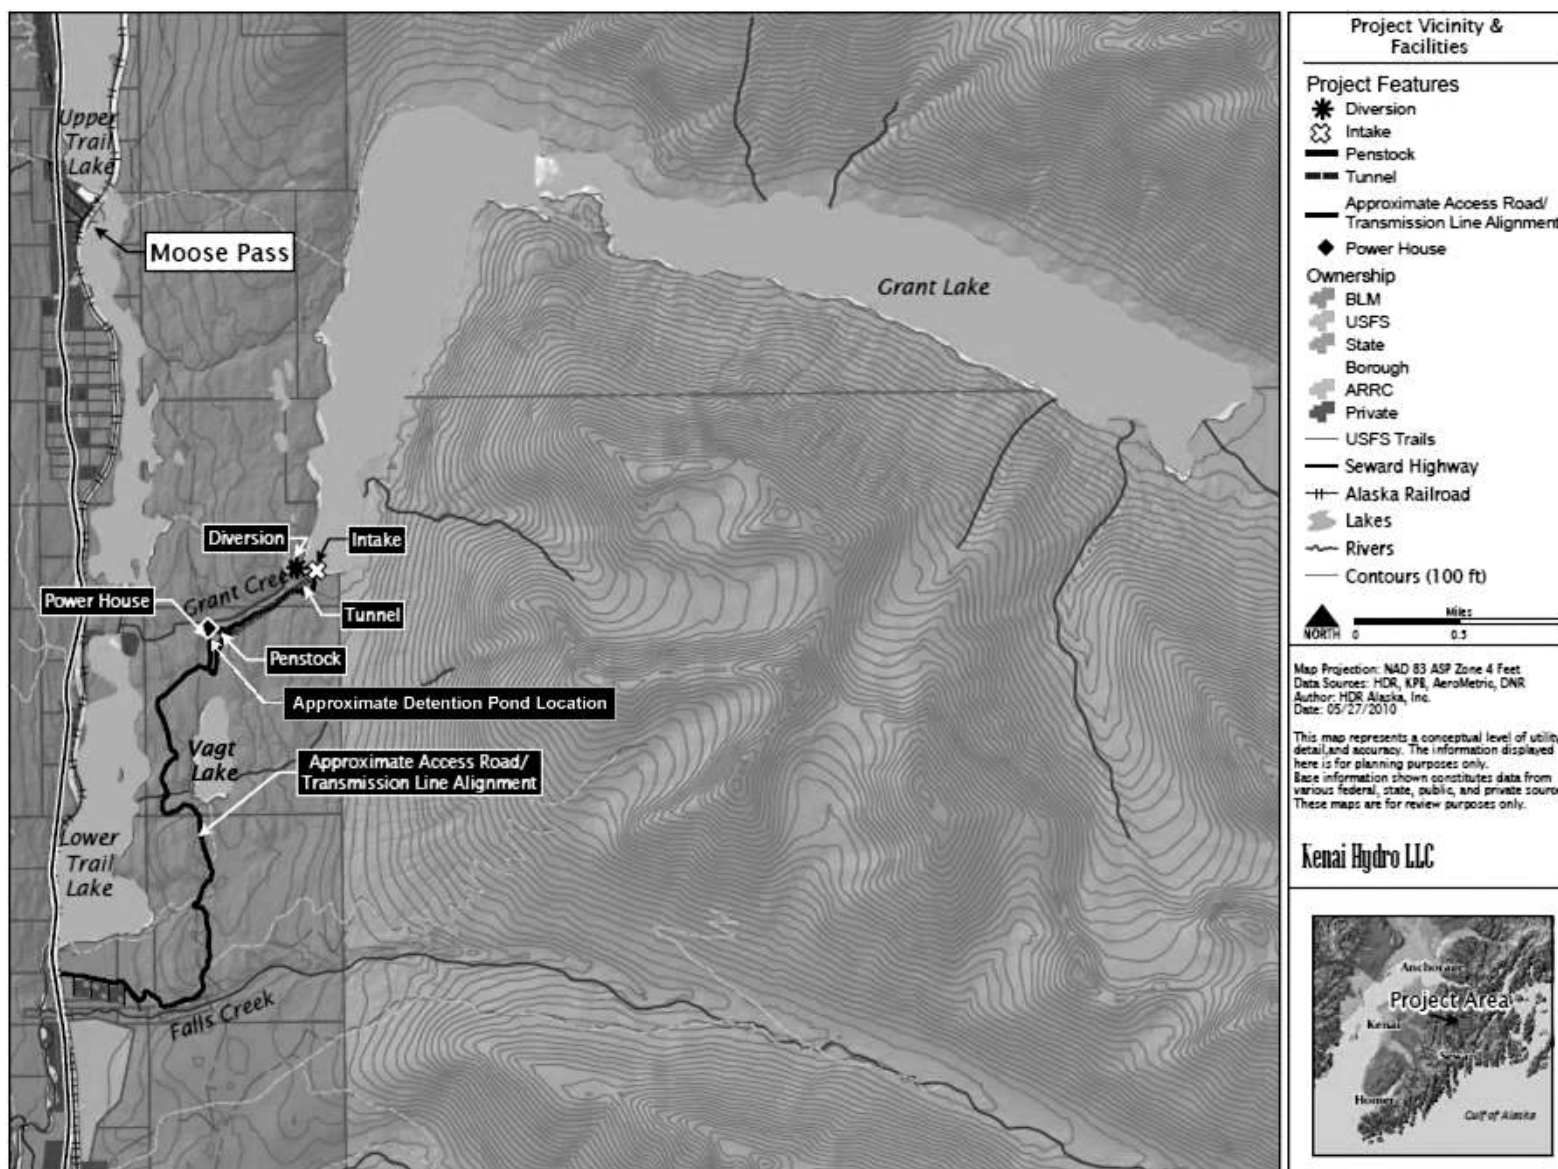 Upper
Trail
Lake
Moose Pass
Grant Lake
Diversion
Intake
Grant Creek
Power House
Tunnel
Penstock
Approximate Detention Pond Location
Vagt
Lake
Approximate Access Road/
Transmission Line Alignment
Lower
Trail
Lake
Falls Creek
Project Vicinity &
Facilities
Project Features
Diversion
Intake
Penstock
Tunnel
Approximate Access Road/
Transmission Line Alignment
Power House
Ownership
BLM
USFS
State
Borough
ARRC
Private
USFS Trails
Seward Highway
Alaska Railroad
Lakes
Rivers
Contours (100 ft)
Miles
NORTH
0 0.3
Map Projection: NAD 83 ASP Zone 4 Feet
Data Sources: HDR, KPB, AeroMetric, DNR
Author: HDR Alaska, Inc.
Date: 05/27/2010
This map represents a conceptual level of utility,
detail,and accuracy. The information displayed
here is for planning purposes only.
Base information shown constitutes data from
various federal, state, public, and private source
These maps are for review purposes only.
Kenai Hydro LLC
Anchorage
Project Area
Kenai
Seward
Homer
Gulf of Alaska